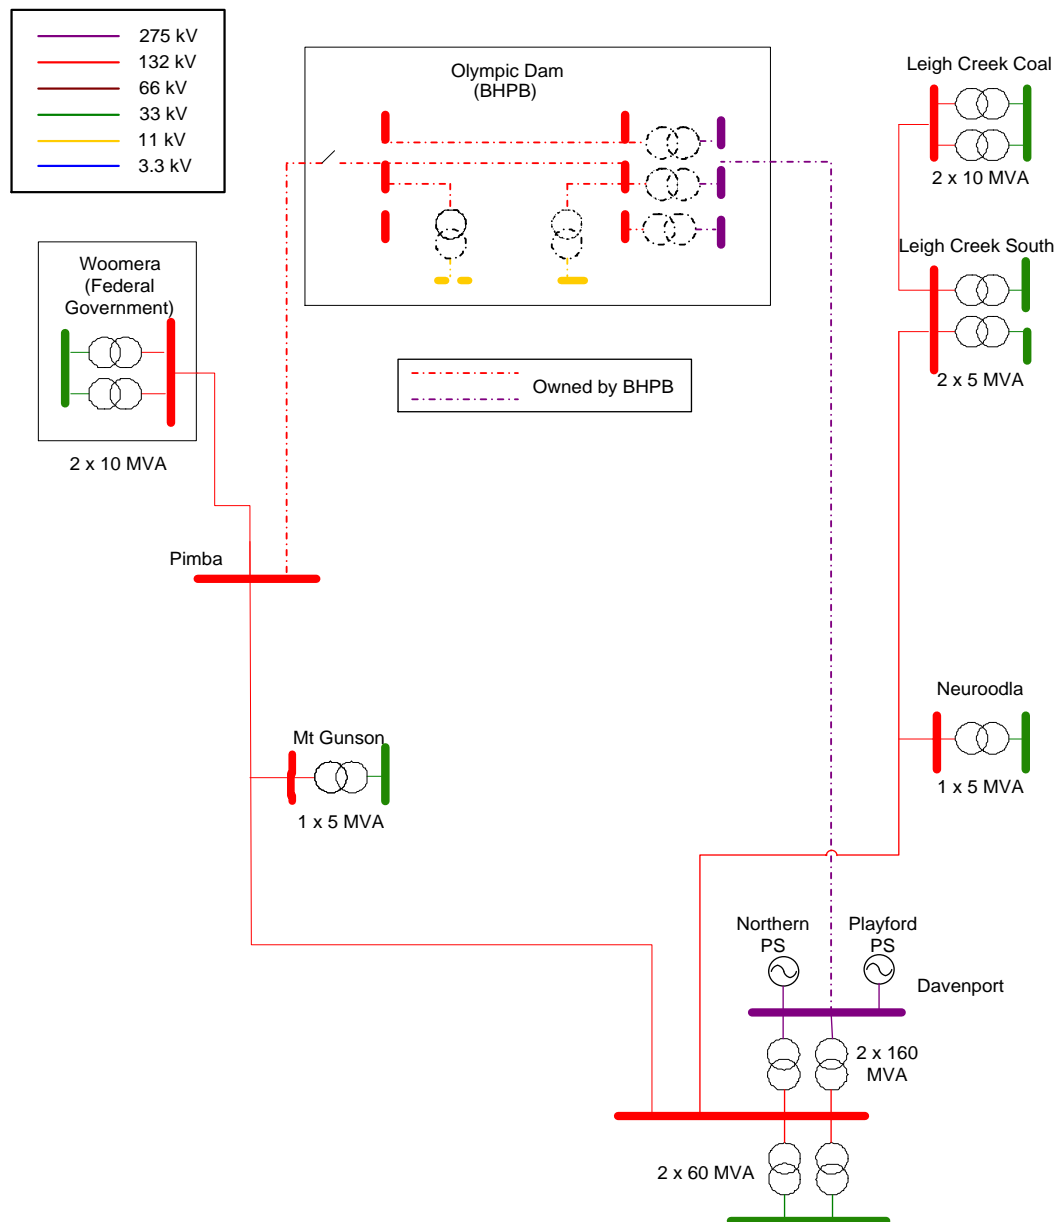 275 kV
132 kV
66 kV
33 kV
11 kV
3.3 kV
Olympic Dam
(BHPB)
Leigh Creek Coal
2 x 10 MVA
Leigh Creek South
2 x 5 MVA
Woomera
(Federal
Government)
2 x 10 MVA
Owned by BHPB
Pimba
Neuroodla
1 x 5 MVA
Mt Gunson
1 x 5 MVA
Northern
PS
Playford
PS
Davenport
2 x 160
MVA
2 x 60 MVA